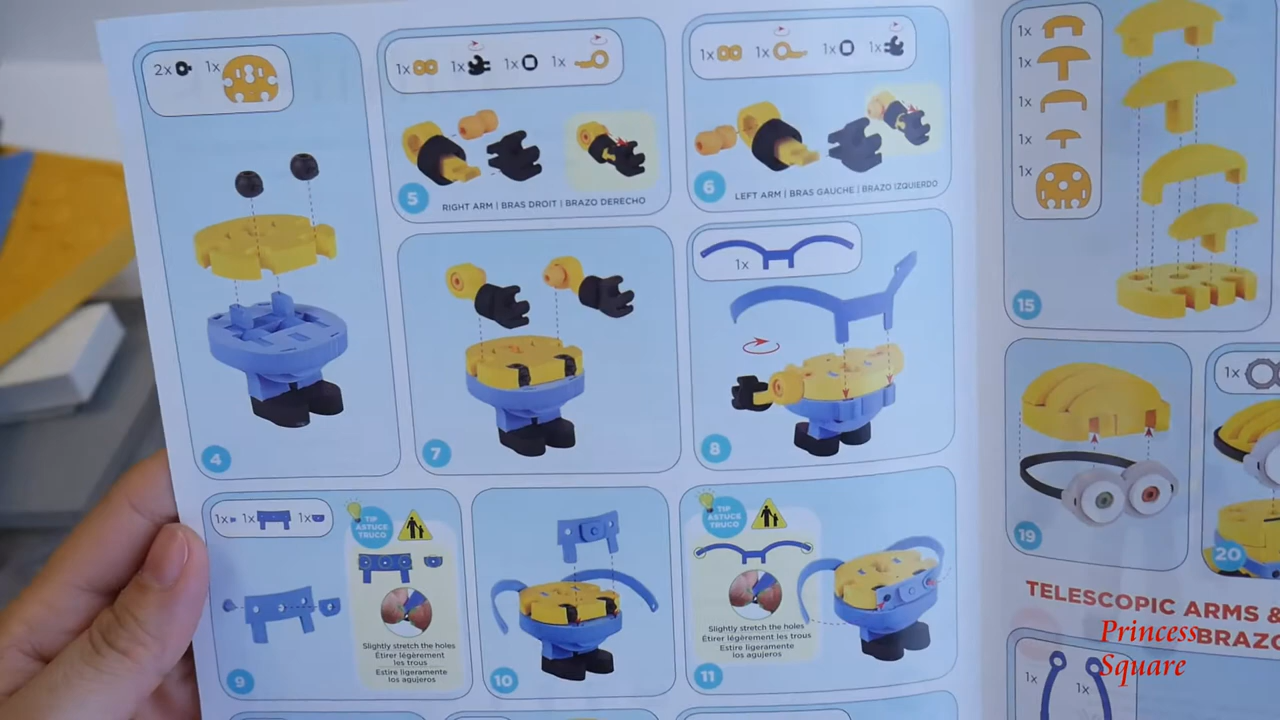 2x 1x
4
1x 1x 1x 1x
5
RIGHT ARM | BRAS DROIT | BRAZO DERECHO
1x 1x 1x 1x
6
LEFT ARM | BRAS GAUCHE | BRAZO IZQUIERDO
7
1x
8
1x 1x 1x
TIP
ASTUCE
TRUCO
Slightly stretch the holes
Étirer légèrement
les trous
Estire ligeramente
los agujeros
9
10
TIP
ASTUCE
TRUCO
Slightly stretch the holes
Étirer légèrement les trous
Estire ligeramente
los agujeros
11
1x
1x
1x
1x
1x
15
19
1x
20
TELESCOPIC ARMS &
BRAZO
1x 1x
Princess
Square